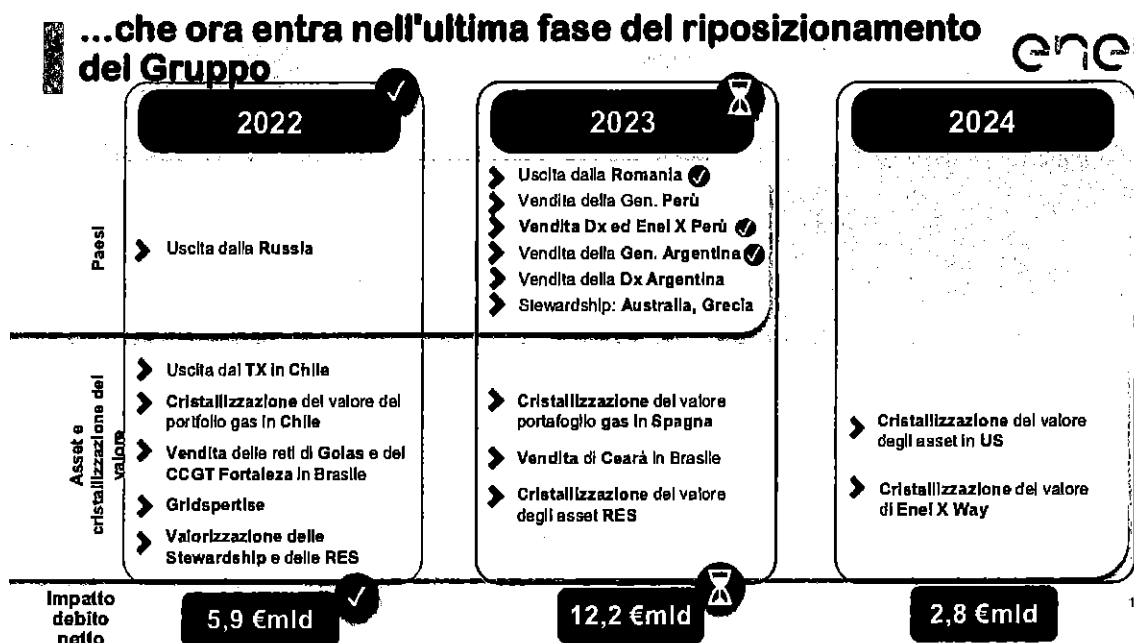 ...che ora entra nell'ultima fase del riposizionamento
del Gruppo
ene
2022
2023
2024
Paesi
Uscita dalla Russia
Uscita dalla Romania
Vendita della Gen. Perù
Vendita Dx ed Enel X Perù
Vendita della Gen. Argentina
Vendita della Dx Argentina
Stewardship: Australia, Grecia
Asset e
cristallizzazione del
valore
Uscita dal TX in Chile
Cristallizzazione del valore del
portfolio gas in Chile
Vendita delle reti di Goias e del
CCGT Fortaleza in Brasile
Gridspertise
Valorizzazione delle
Stewardship e delle RES
Cristallizzazione del valore
portafoglio gas in Spagna
Vendita di Ceará in Brasile
Cristallizzazione del valore
degli asset RES
Cristallizzazione del valore
degli asset in US
Cristallizzazione del valore
di Enel X Way
Impatto
debito
netto
5,9 €mld
12,2 €mld
2,8 €mld
1